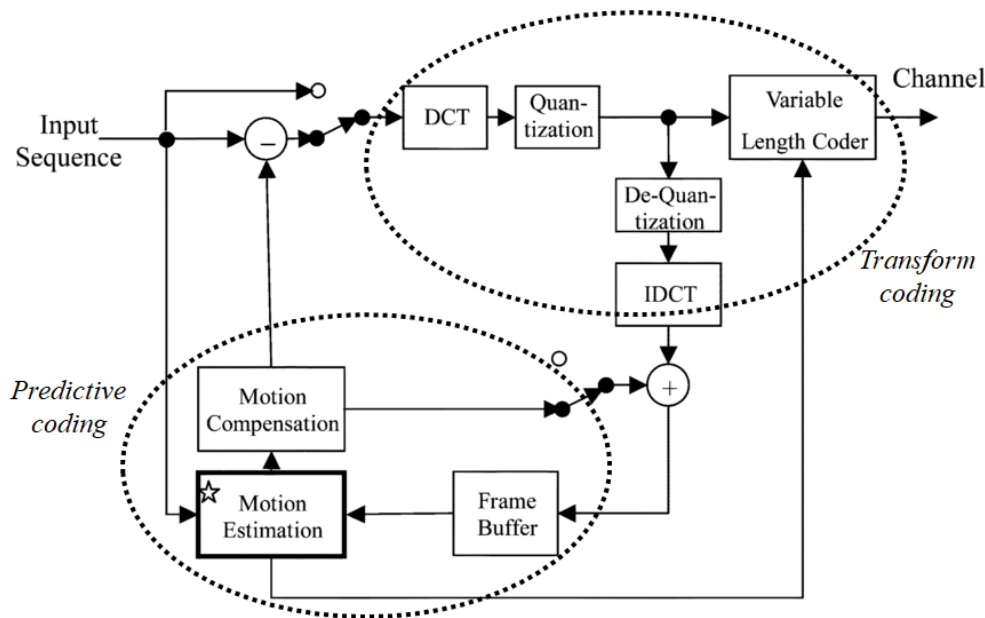 Input
Sequence
−
DCT
Quan-
tization
Variable
Length Coder
Channel
De-Quan-
tization
IDCT
Transform
coding
+
Predictive
coding
Motion
Compensation
Motion
Estimation
Frame
Buffer